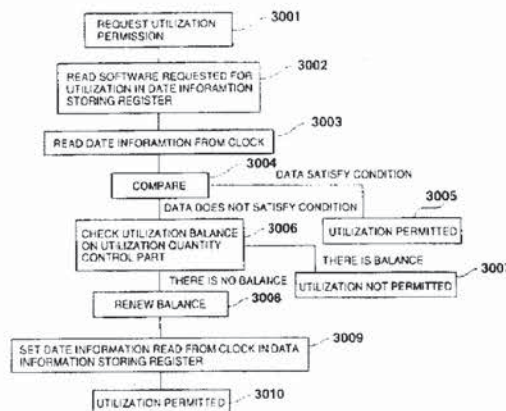 REQUEST UTILIZATION
PERMISSION
3001
READ SOFTWARE REQUESTED FOR
UTILIZATION IN DATE INFORAMTION
STORING REGISTER
3002
READ DATE INFORAMTION FROM CLOCK
3003
COMPARE
3004
DATA SATISFY CONDITION
DATA DOES NOT SATISFY CONDITION
3005
UTILIZATION PERMITTED
CHECK UTILIZATION BALANCE
ON UTILIZATION QUANTITY
CONTROL PART
3006
THERE IS BALANCE
3007
UTILIZATION NOT PERMITTED
THERE IS NO BALANCE
RENEW BALANCE
3008
3009
SET DATE INFORMATION READ FROM CLOCK IN DATA
INFORMATION STORING REGISTER
UTILIZATION PERMITTED
3010